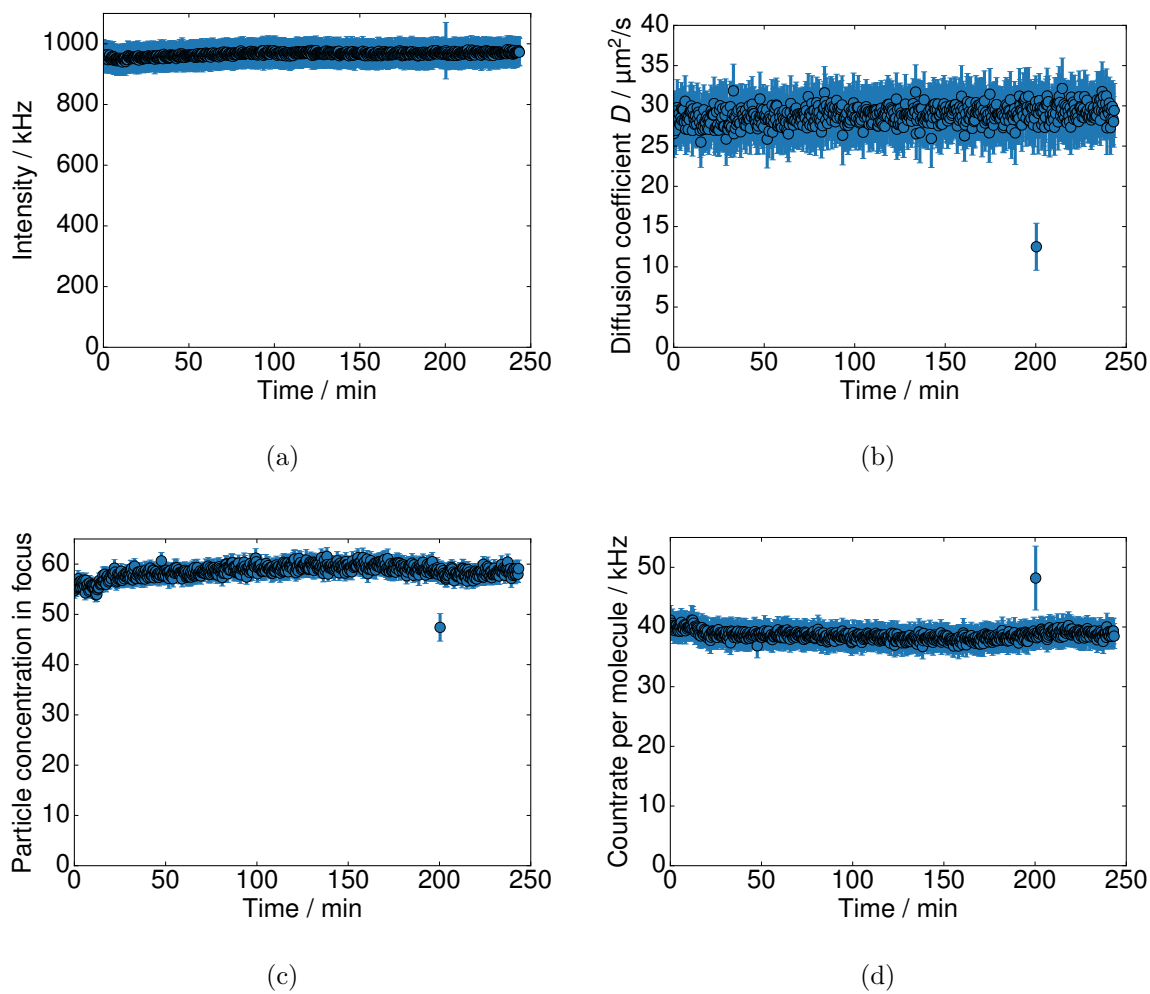 1000
800
600
400
200
0
Intensity / kHz
0 50 100 150 200 250
Time / min
(a)
40
35
30
25
20
15
10
5
0
Diffusion coefficient D / µm²/s
0 50 100 150 200 250
Time / min
(b)
60
50
40
30
20
10
0
Particle concentration in focus
0 50 100 150 200 250
Time / min
(c)
50
40
30
20
10
0
Countrate per molecule / kHz
0 50 100 150 200 250
Time / min
(d)